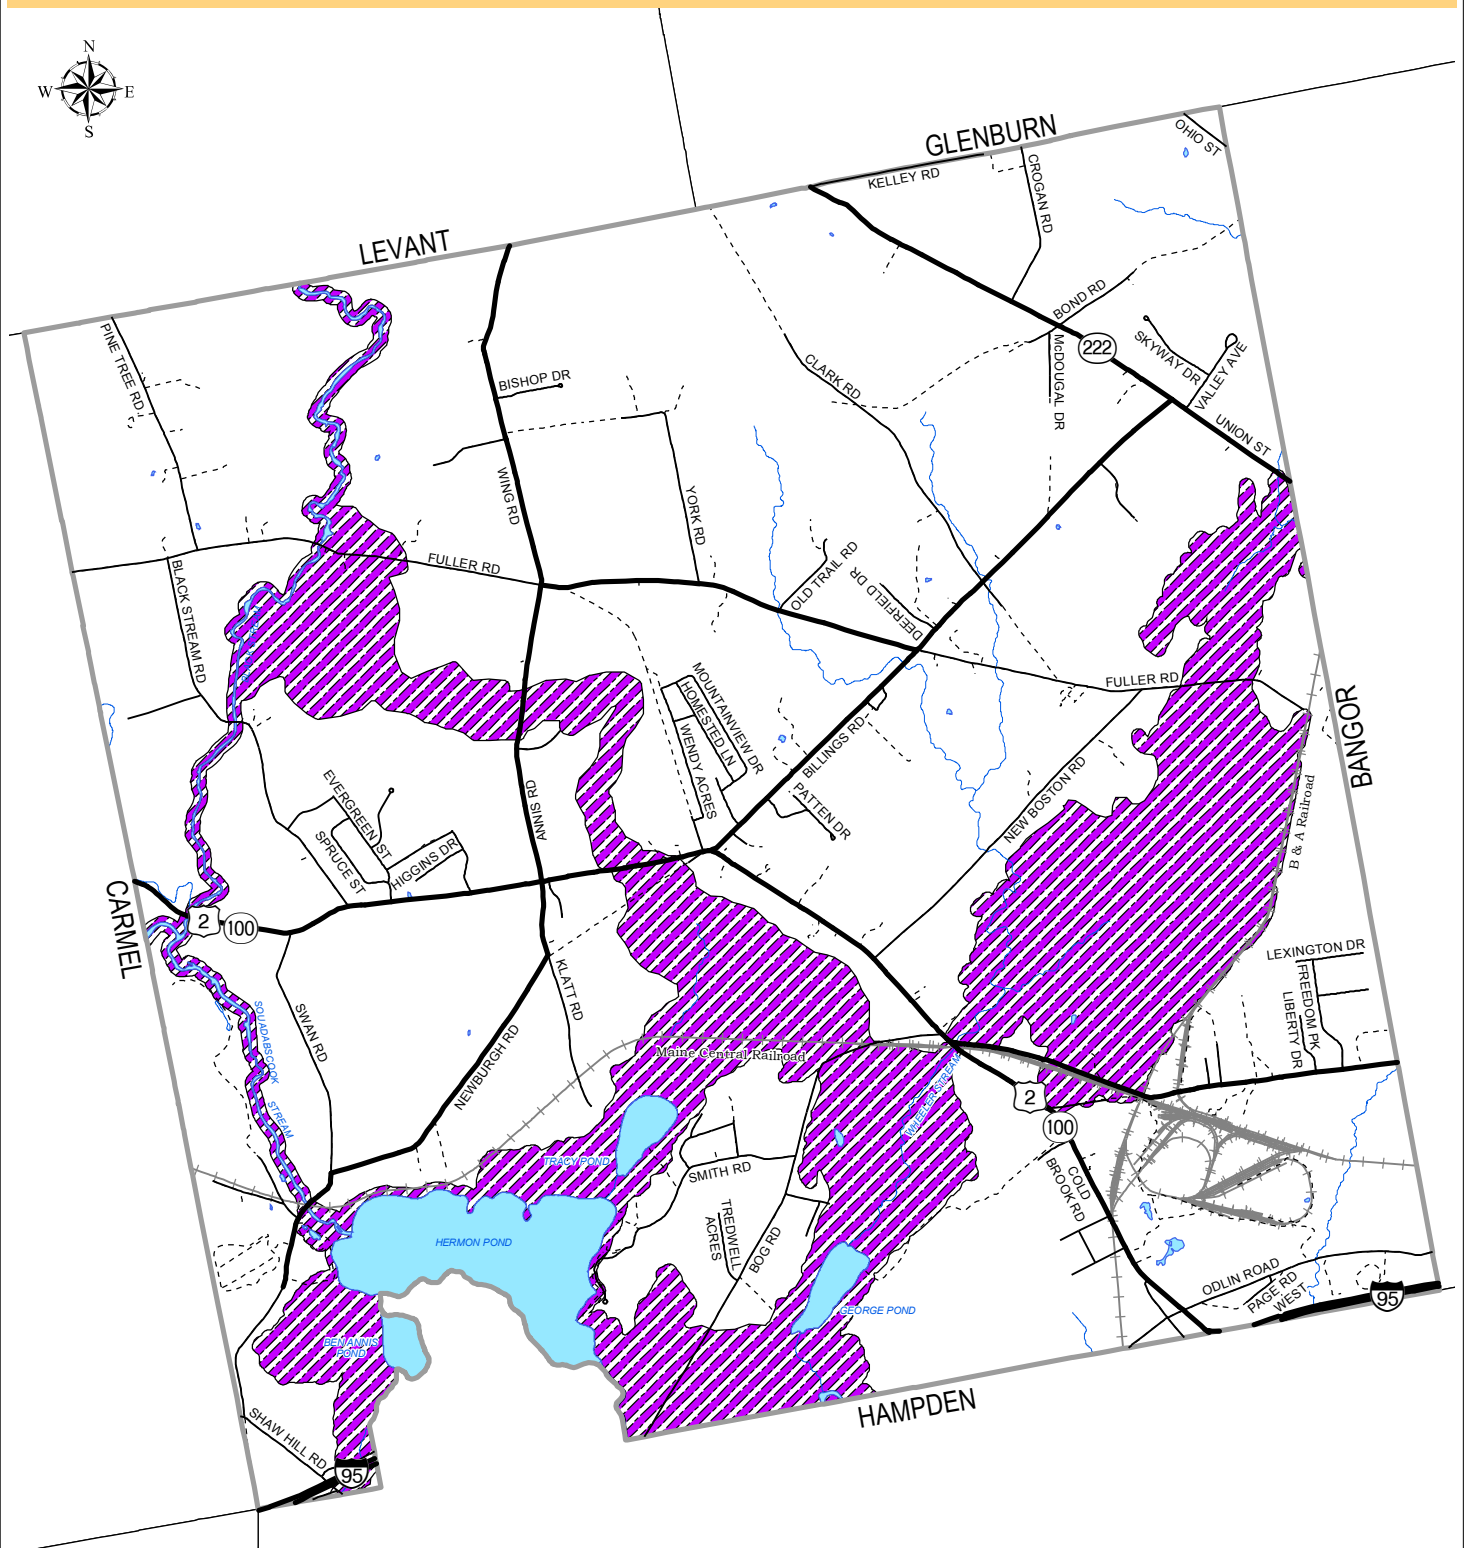 N
W E
S
GLENBURN
OHIO ST
KELLEY RD
CROGAN RD
LEVANT
BOND RD
PINE TREE RD
McDOUGAL DR
222
SKYWAY DR
VALLEY AVE
BISHOP DR
CLARK RD
UNION ST
WING RD
YORK RD
FULLER RD
OLD TRAIL RD
DEERFIELD DR
BLACK STREAM RD
FULLER RD
MOUNTAINVIEW DR
HOMESTED LN
WENDY ACRES
BILLINGS RD
BANGOR
EVERGREEN ST
SPRUCE ST
HIGGINS DR
ANNIS RD
PATTEN DR
NEW BOSTON RD
B & A Railroad
CARMEL
2
100
LEXINGTON DR
FREEDOM PK
LIBERTY DR
KLATT RD
SWAN RD
SOUADABSCOOK
STREAM
NEWBURGH RD
Maine Central Railroad
WHEELER STREAM
2
100
TRACY POND
SMITH RD
COLD
BROOK RD
TREDWELL
ACRES
BOG RD
HERMON POND
ODLIN ROAD
PAGE RD
WEST
95
GEORGE POND
BEN ANNIS
POND
HAMPDEN
SHAW HILL RD
95